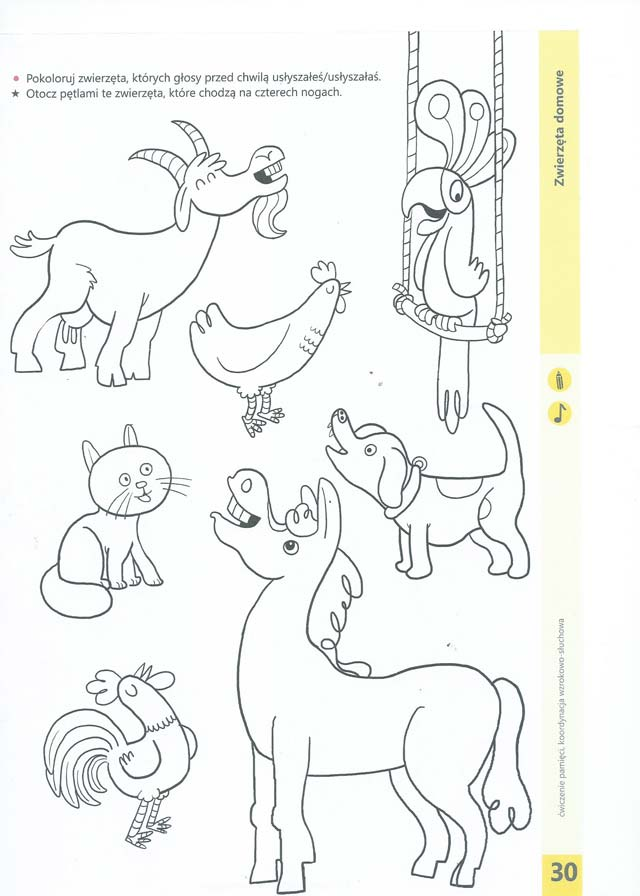 ● Pokoloruj zwierzęta, których głosy przed chwilą usłyszałeś/usłyszałaś.
★ Otocz pętlami te zwierzęta, które chodzą na czterech nogach.
Zwierzęta domowe
ćwiczenie pamięci, koordynacja wzrokowo-słuchowa
30